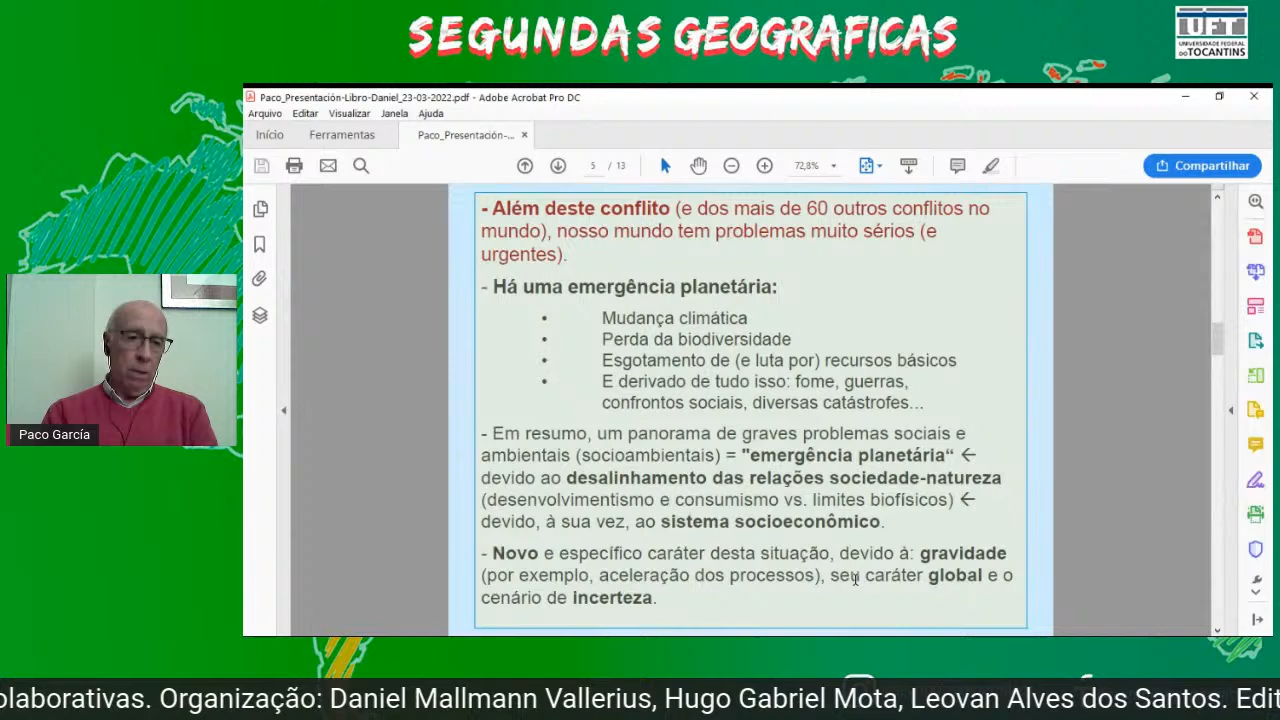 SEGUNDAS GEOGRAFICAS
UFT
UNIVERSIDADE FEDERAL
DO TOCANTINS
Paco_Presentación-Libro-Daniel_23-03-2022.pdf - Adobe Acrobat Pro DC
Arquivo Editar Visualizar Janela Ajuda
Início Ferramentas Paco_Presentación-...
5 / 13 72,8% Compartilhar
- Além deste conflito (e dos mais de 60 outros conflitos no
mundo), nosso mundo tem problemas muito sérios (e
urgentes).
- Há uma emergência planetária:
• Mudança climática
• Perda da biodiversidade
• Esgotamento de (e luta por) recursos básicos
• E derivado de tudo isso: fome, guerras,
confrontos sociais, diversas catástrofes...
- Em resumo, um panorama de graves problemas sociais e
ambientais (socioambientais) = "emergência planetária“ ←
devido ao desalinhamento das relações sociedade-natureza
(desenvolvimentismo e consumismo vs. limites biofísicos) ←
devido, à sua vez, ao sistema socioeconômico.
- Novo e específico caráter desta situação, devido à: gravidade
(por exemplo, aceleração dos processos), seu caráter global e o
cenário de incerteza.
Paco García
olaborativas. Organização: Daniel Mallmann Vallerius, Hugo Gabriel Mota, Leovan Alves dos Santos. Edit